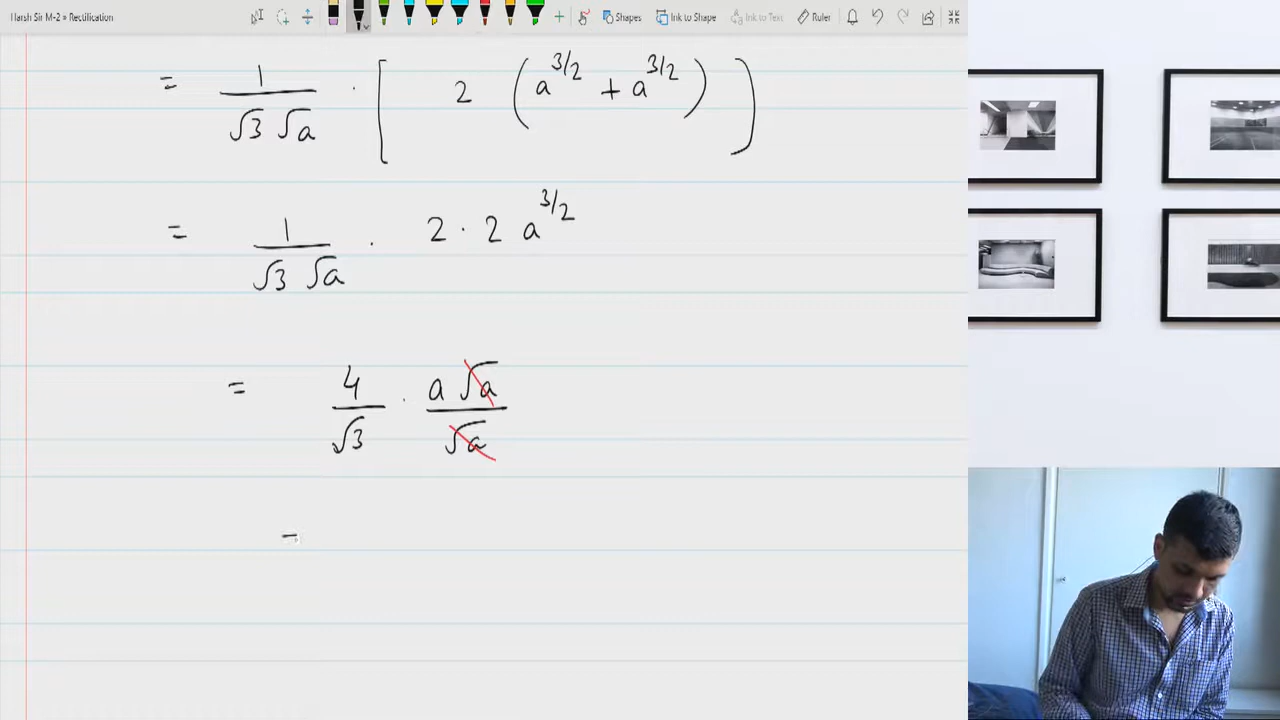 Harsh Sir M-2 » Rectification
Shapes Ink to Shape Ink to Text Ruler
= 1/(√3 √a) · [ 2 (a^{3/2} + a^{3/2}) ]
= 1/(√3 √a) · 2 · 2 a^{3/2}
= 4/√3 · a √a/√a
=